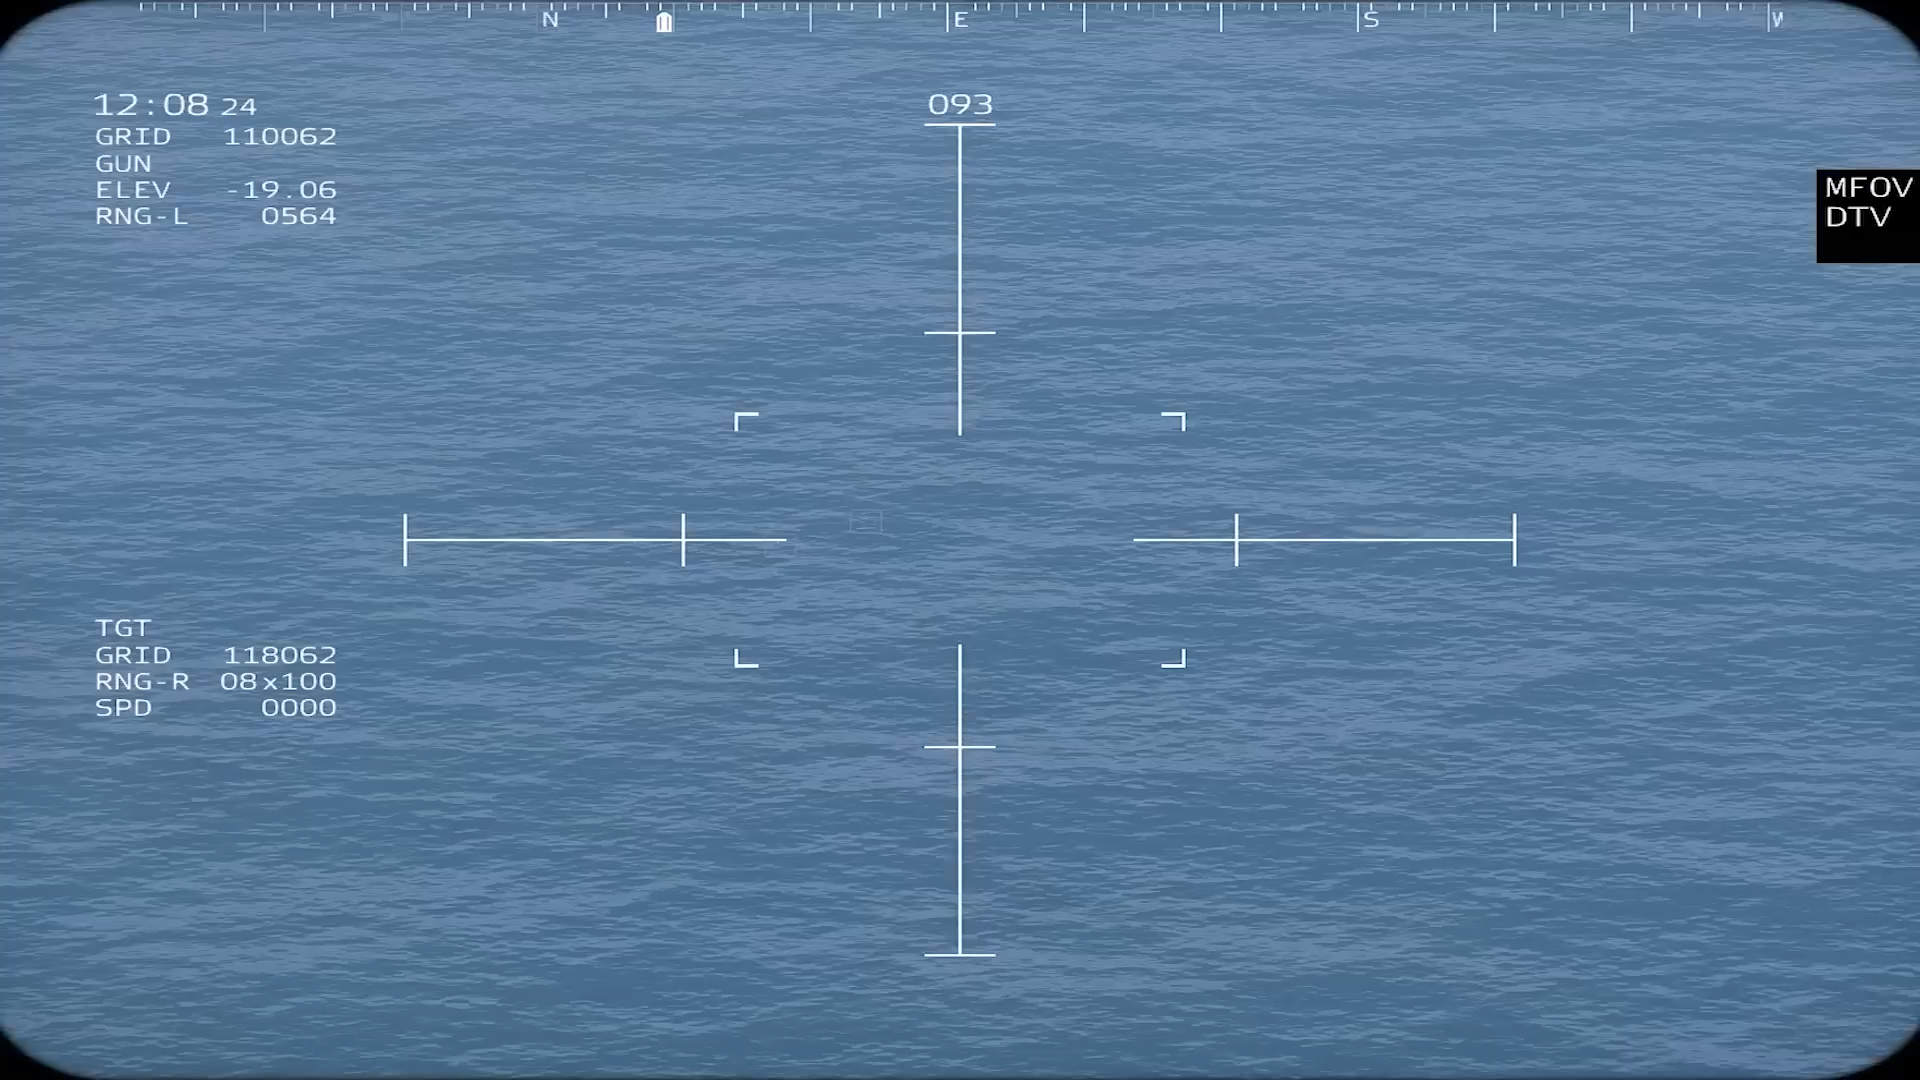 N E S W
12:08 24
093
GRID 110062
GUN
ELEV -19.06
RNG-L 0564
MFOV
DTV
TGT
GRID 118062
RNG-R 08x100
SPD 0000